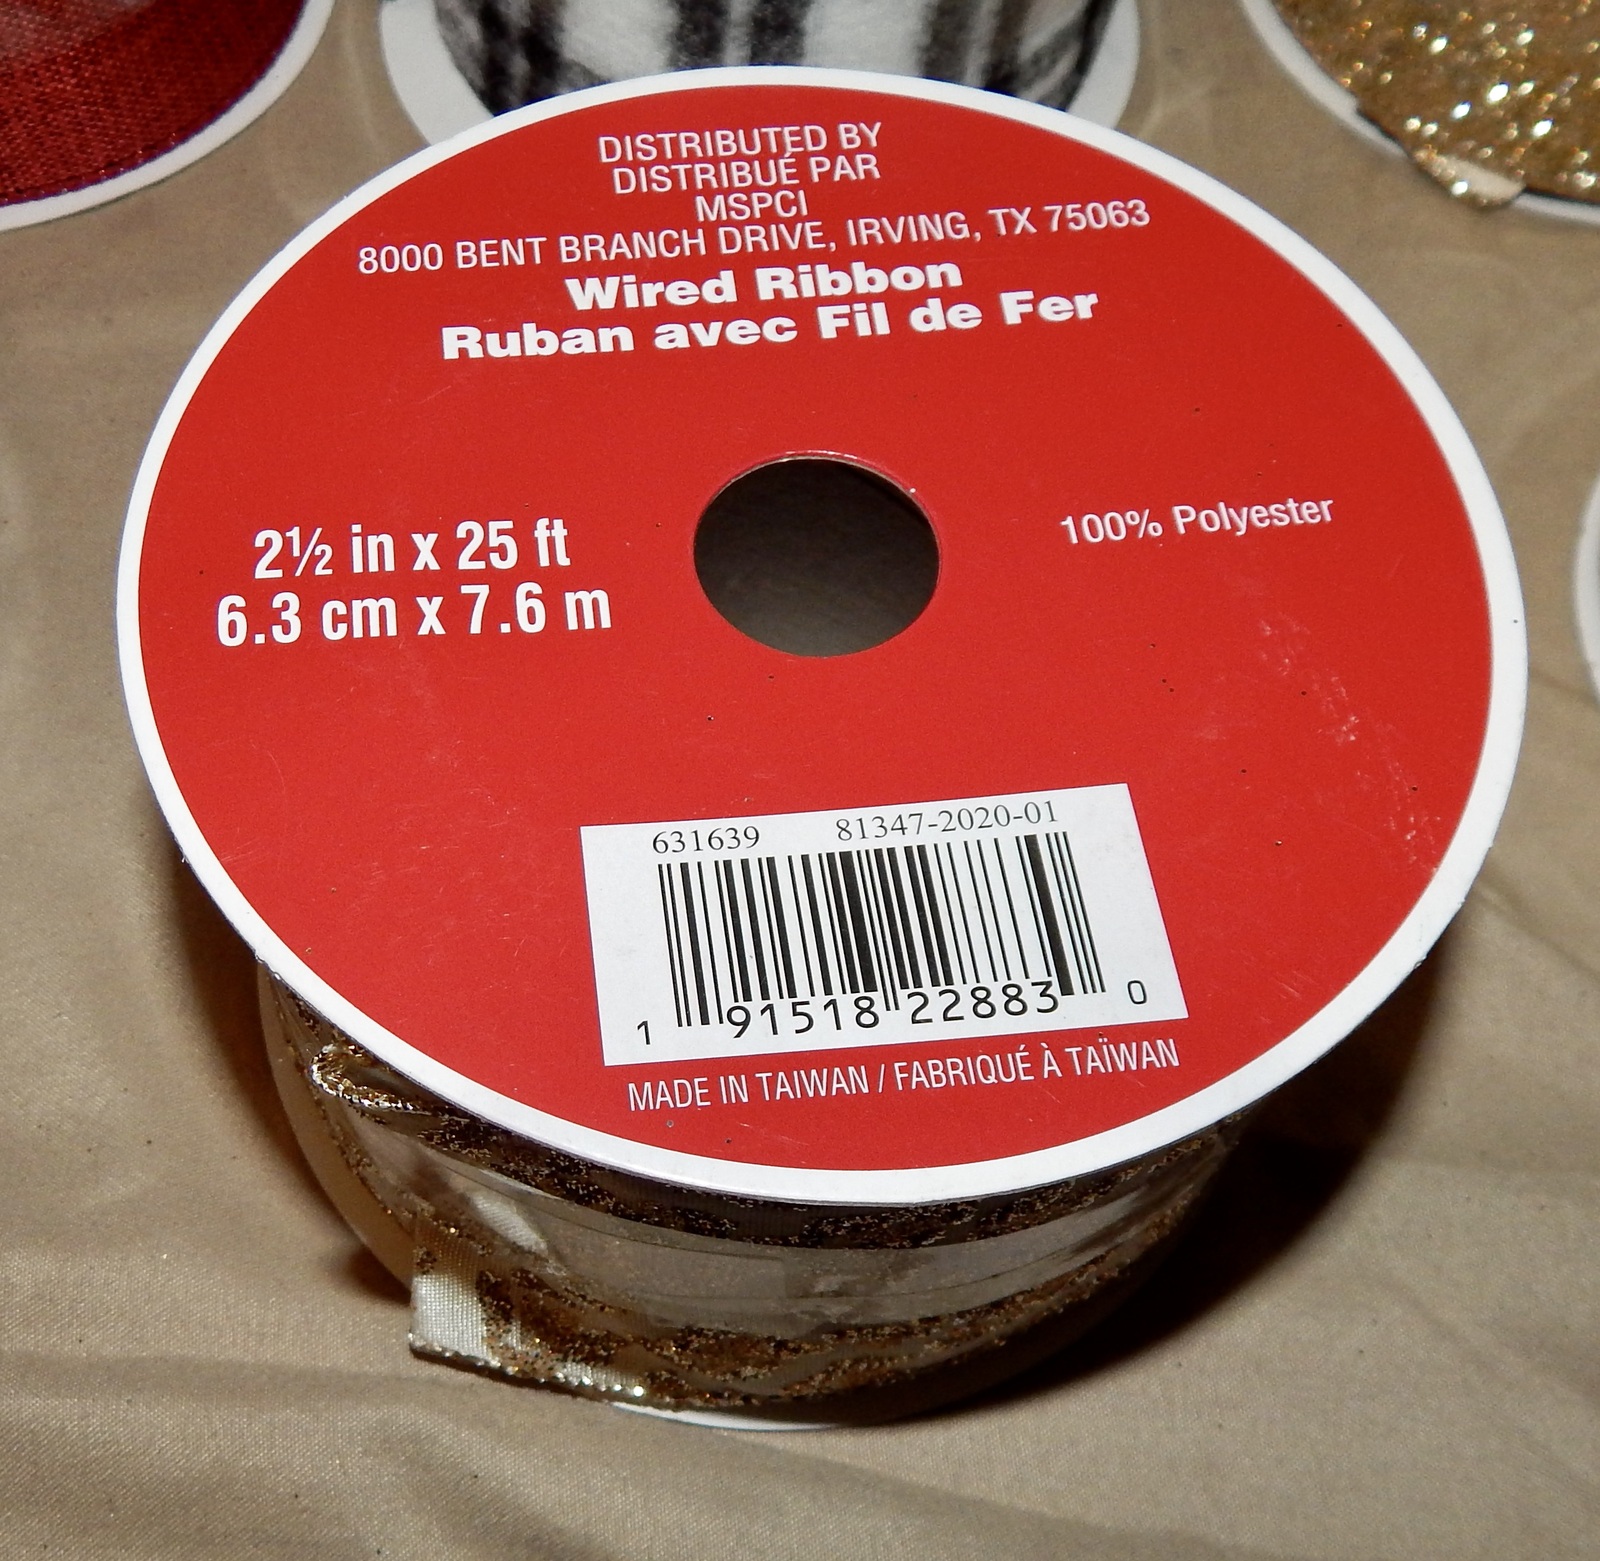 DISTRIBUTED BY
DISTRIBUÉ PAR
MSPCI
8000 BENT BRANCH DRIVE, IRVING, TX 75063
Wired Ribbon
Ruban avec Fil de Fer
2½ in x 25 ft
6.3 cm x 7.6 m
100% Polyester
631639 81347-2020-01
1 91518 22883 0
MADE IN TAIWAN / FABRIQUÉ À TAÏWAN